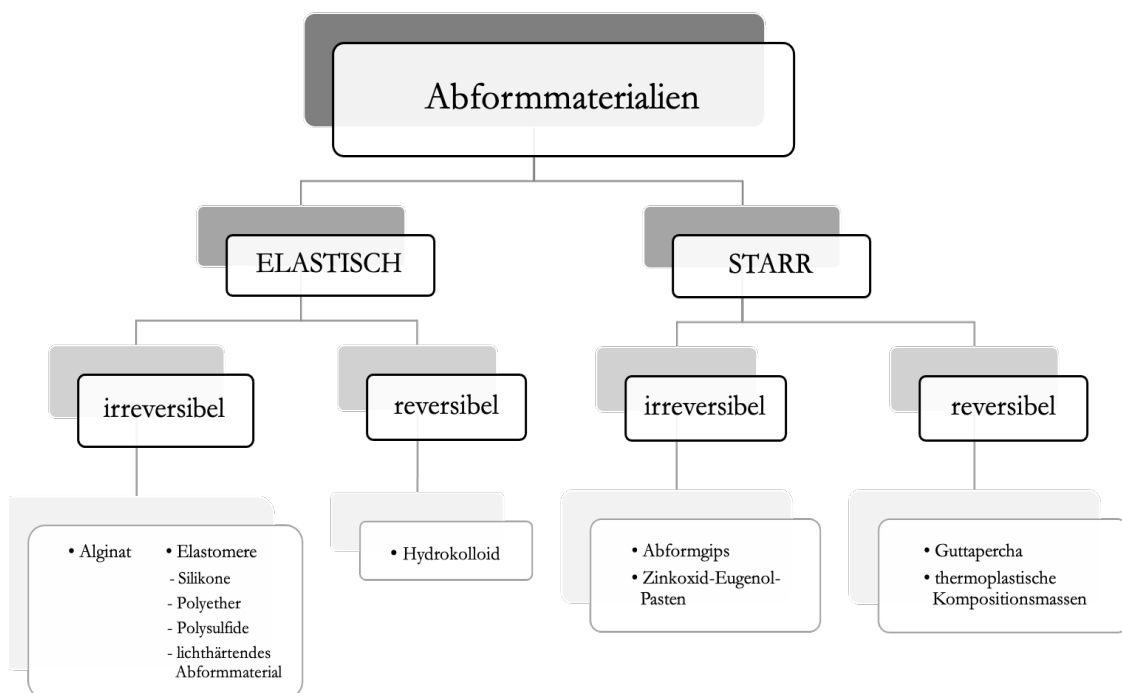 Abformmaterialien
ELASTISCH
STARR
irreversibel
reversibel
irreversibel
reversibel
• Alginat
• Elastomere
- Silikone
- Polyether
- Polysulfide
- lichthärtendes
Abformmaterial
• Hydrokolloid
• Abformgips
• Zinkoxid-Eugenol-
Pasten
• Guttapercha
• thermoplastische
Kompositionsmassen